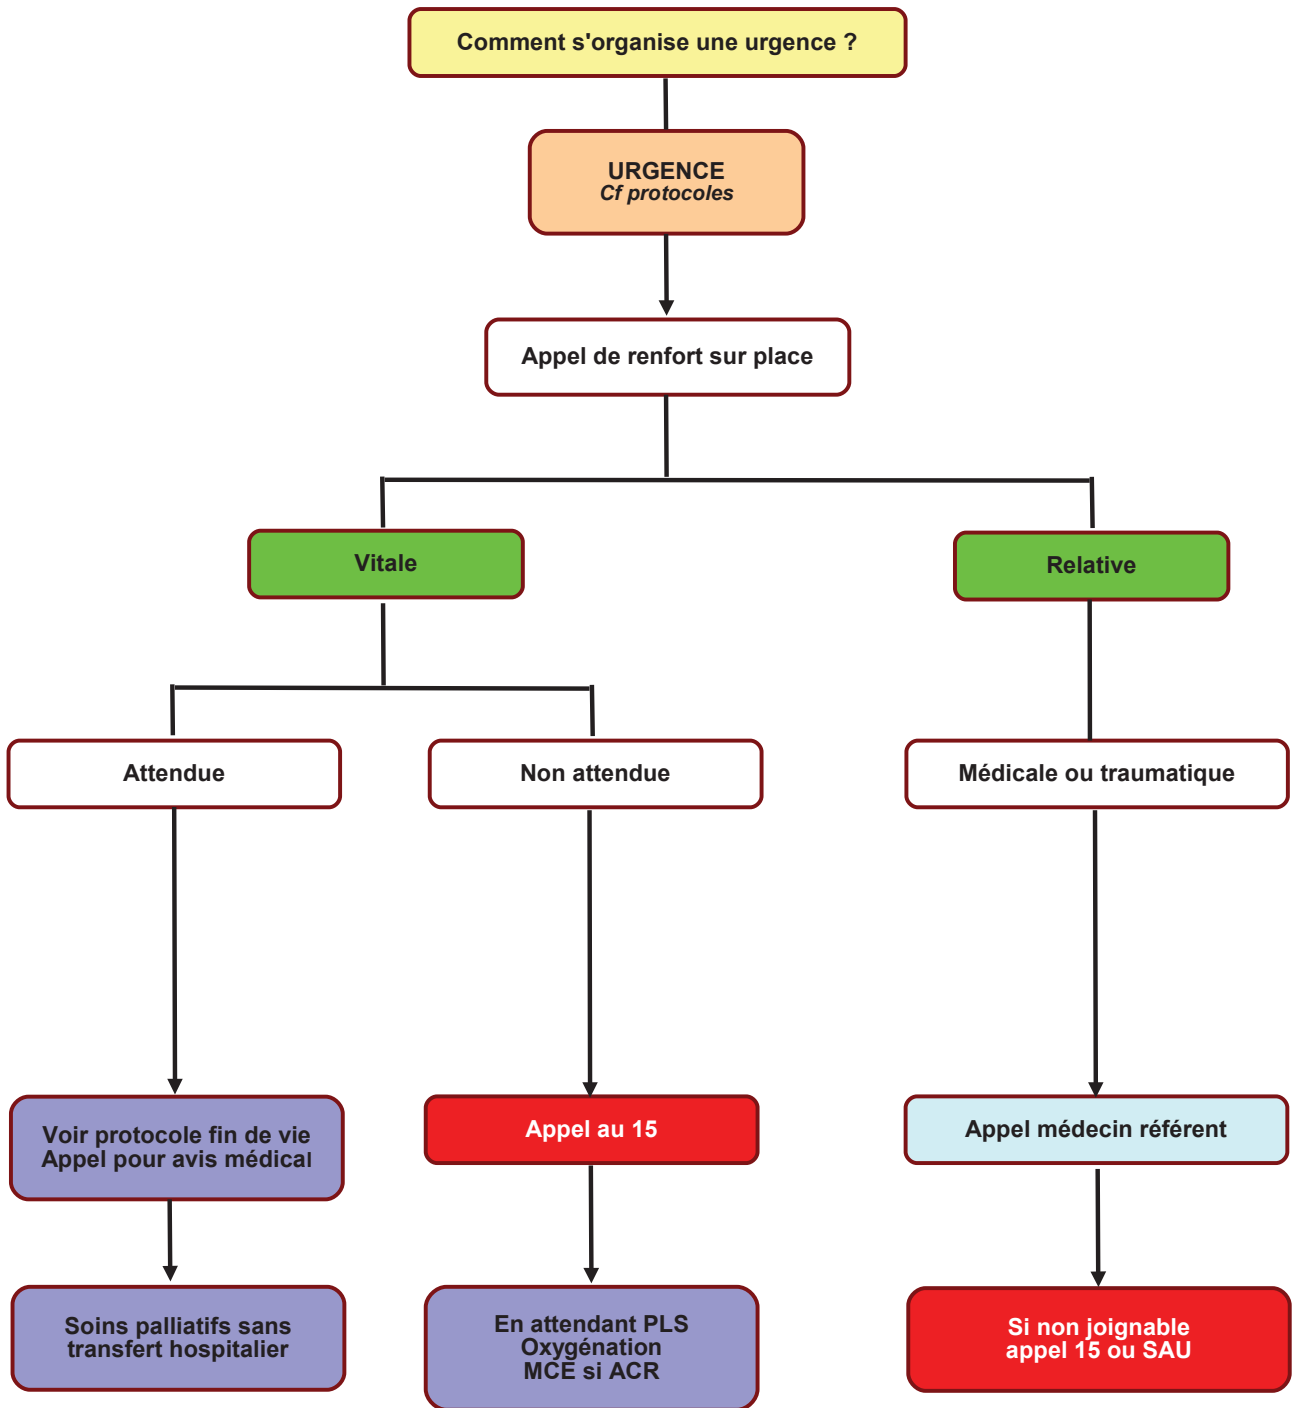 Comment s'organise une urgence ?
URGENCE
Cf protocoles
Appel de renfort sur place
Vitale
Relative
Attendue
Non attendue
Médicale ou traumatique
Voir protocole fin de vie
Appel pour avis médical
Appel au 15
Appel médecin référent
Soins palliatifs sans
transfert hospitalier
En attendant PLS
Oxygénation
MCE si ACR
Si non joignable
appel 15 ou SAU